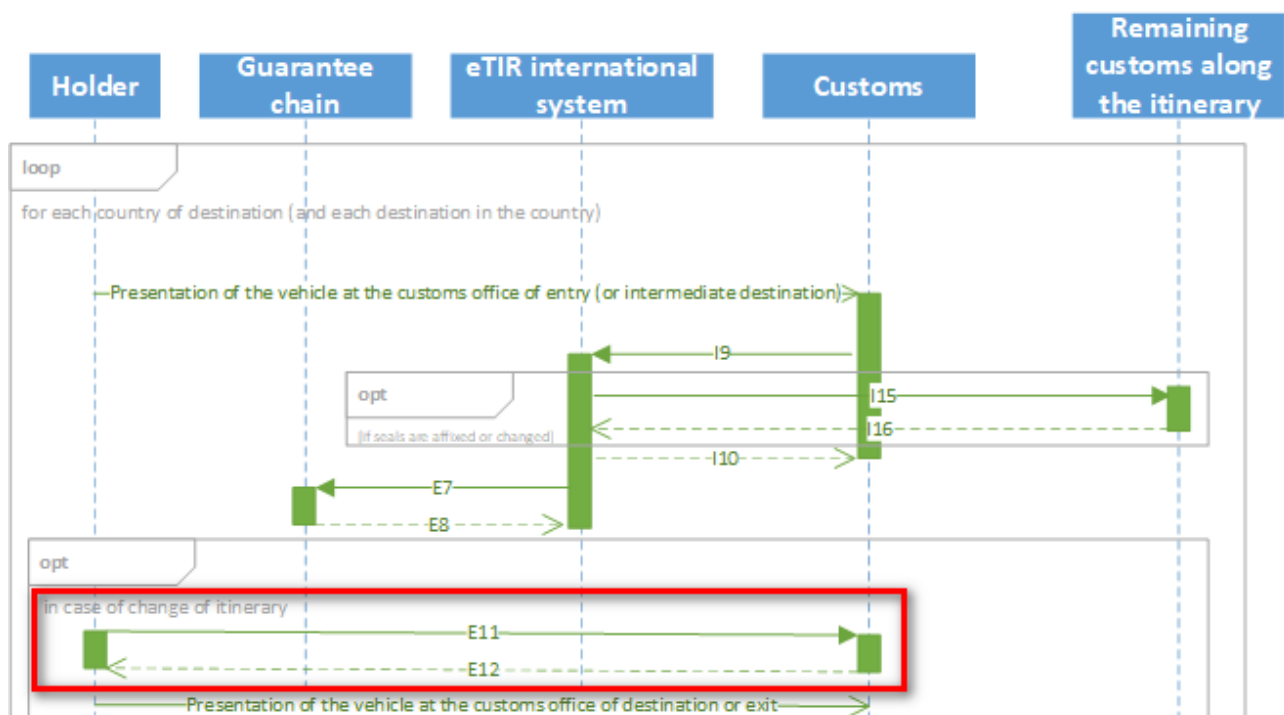 Holder
Guarantee
chain
eTIR international
system
Customs
Remaining
customs along
the itinerary
loop
for each country of destination (and each destination in the country)
Presentation of the vehicle at the customs office of entry (or intermediate destination)
I9
opt
I15
[if seals are affixed or changed]
I16
I10
E7
E8
opt
in case of change of itinerary
E11
E12
Presentation of the vehicle at the customs office of destination or exit